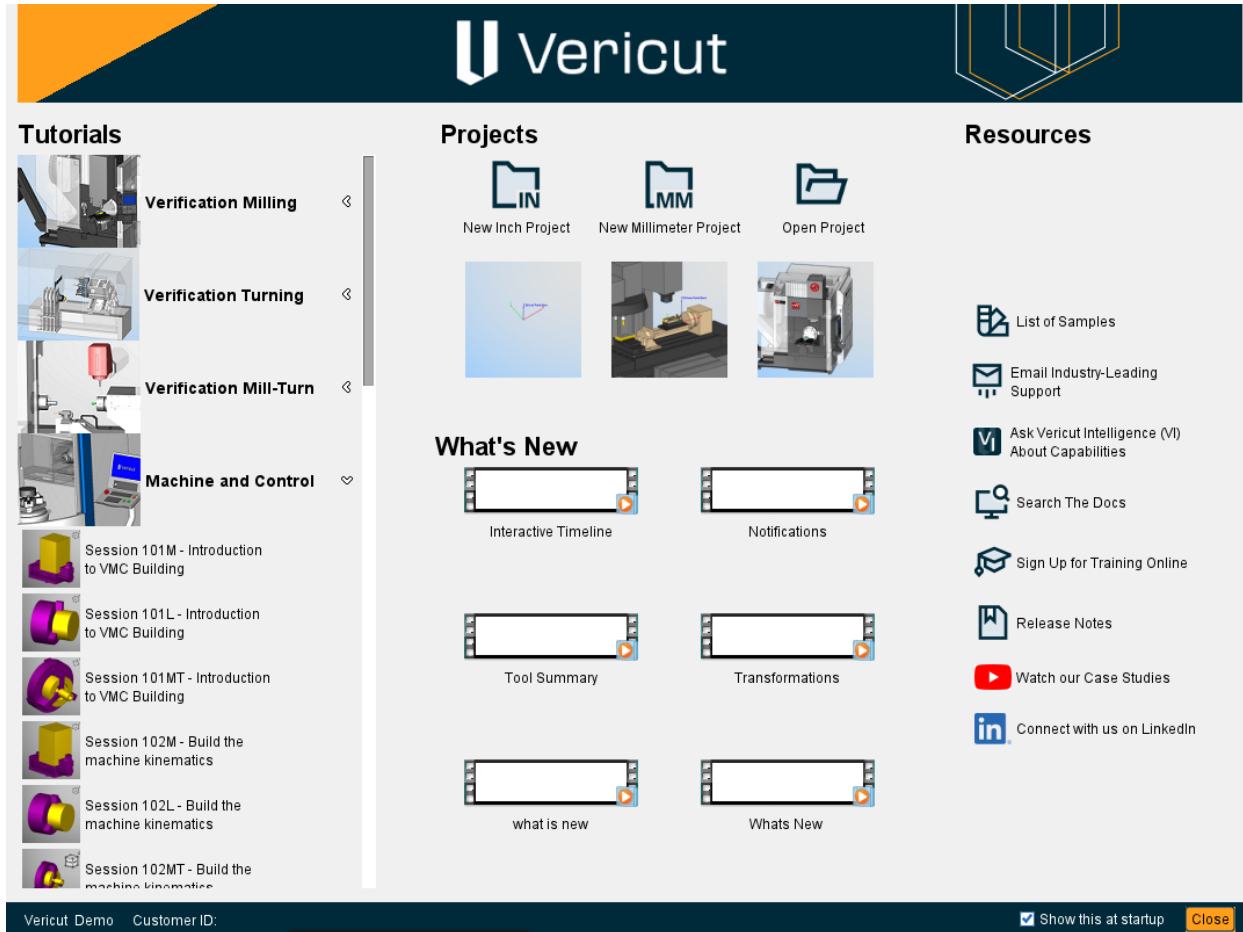 Vericut
Tutorials
Verification Milling
Verification Turning
Verification Mill-Turn
Machine and Control
Session 101M - Introduction
to VMC Building
Session 101L - Introduction
to VMC Building
Session 101MT - Introduction
to VMC Building
Session 102M - Build the
machine kinematics
Session 102L - Build the
machine kinematics
Session 102MT - Build the
machine kinematics
Projects
IN
MM
New Inch Project
New Millimeter Project
Open Project
What's New
Interactive Timeline
Notifications
Tool Summary
Transformations
what is new
Whats New
Resources
List of Samples
Email Industry-Leading
Support
VI
Ask Vericut Intelligence (VI)
About Capabilities
Search The Docs
Sign Up for Training Online
Release Notes
Watch our Case Studies
in
Connect with us on LinkedIn
Vericut Demo Customer ID:
Show this at startup
Close